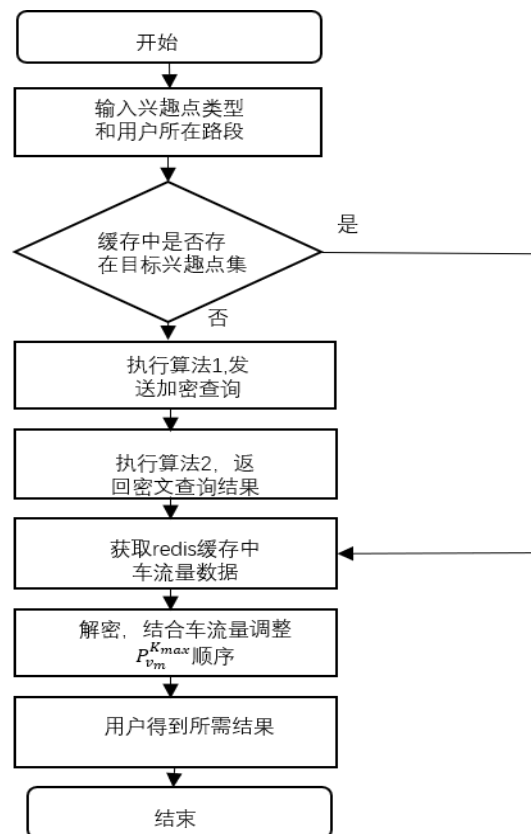 开始
输入兴趣点类型
和用户所在路段
缓存中是否存
在目标兴趣点集
是
否
执行算法1,发
送加密查询
执行算法2，返
回密文查询结果
获取redis缓存中
车流量数据
解密，结合车流量调整
$P_{v_m}^{K_{max}}$顺序
用户得到所需结果
结束